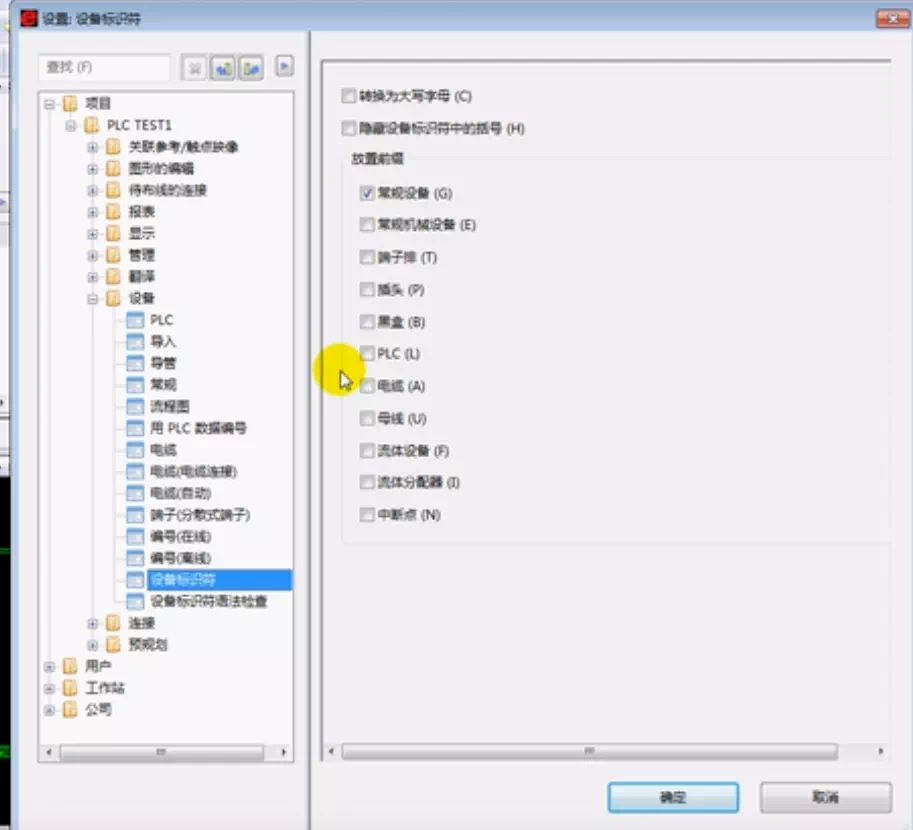 设置: 设备标识符
查找 (F)
项目
PLC TEST1
关联参考/触点映像
图形的编辑
待布线的连接
报表
显示
管理
翻译
设备
PLC
导入
导管
常规
流程图
用 PLC 数据编号
电缆
电缆(电缆连接)
电缆(自动)
端子(分散式端子)
编号(在线)
编号(离线)
设备标识符
设备标识符语法检查
连接
预规划
用户
工作站
公司
转换为大写字母 (C)
隐藏设备标识符中的括号 (H)
放置前缀
常规设备 (G)
常规机械设备 (E)
端子排 (T)
插头 (P)
黑盒 (B)
PLC (L)
电缆 (A)
母线 (U)
流体设备 (F)
流体分配器 (I)
中断点 (N)
确定
取消